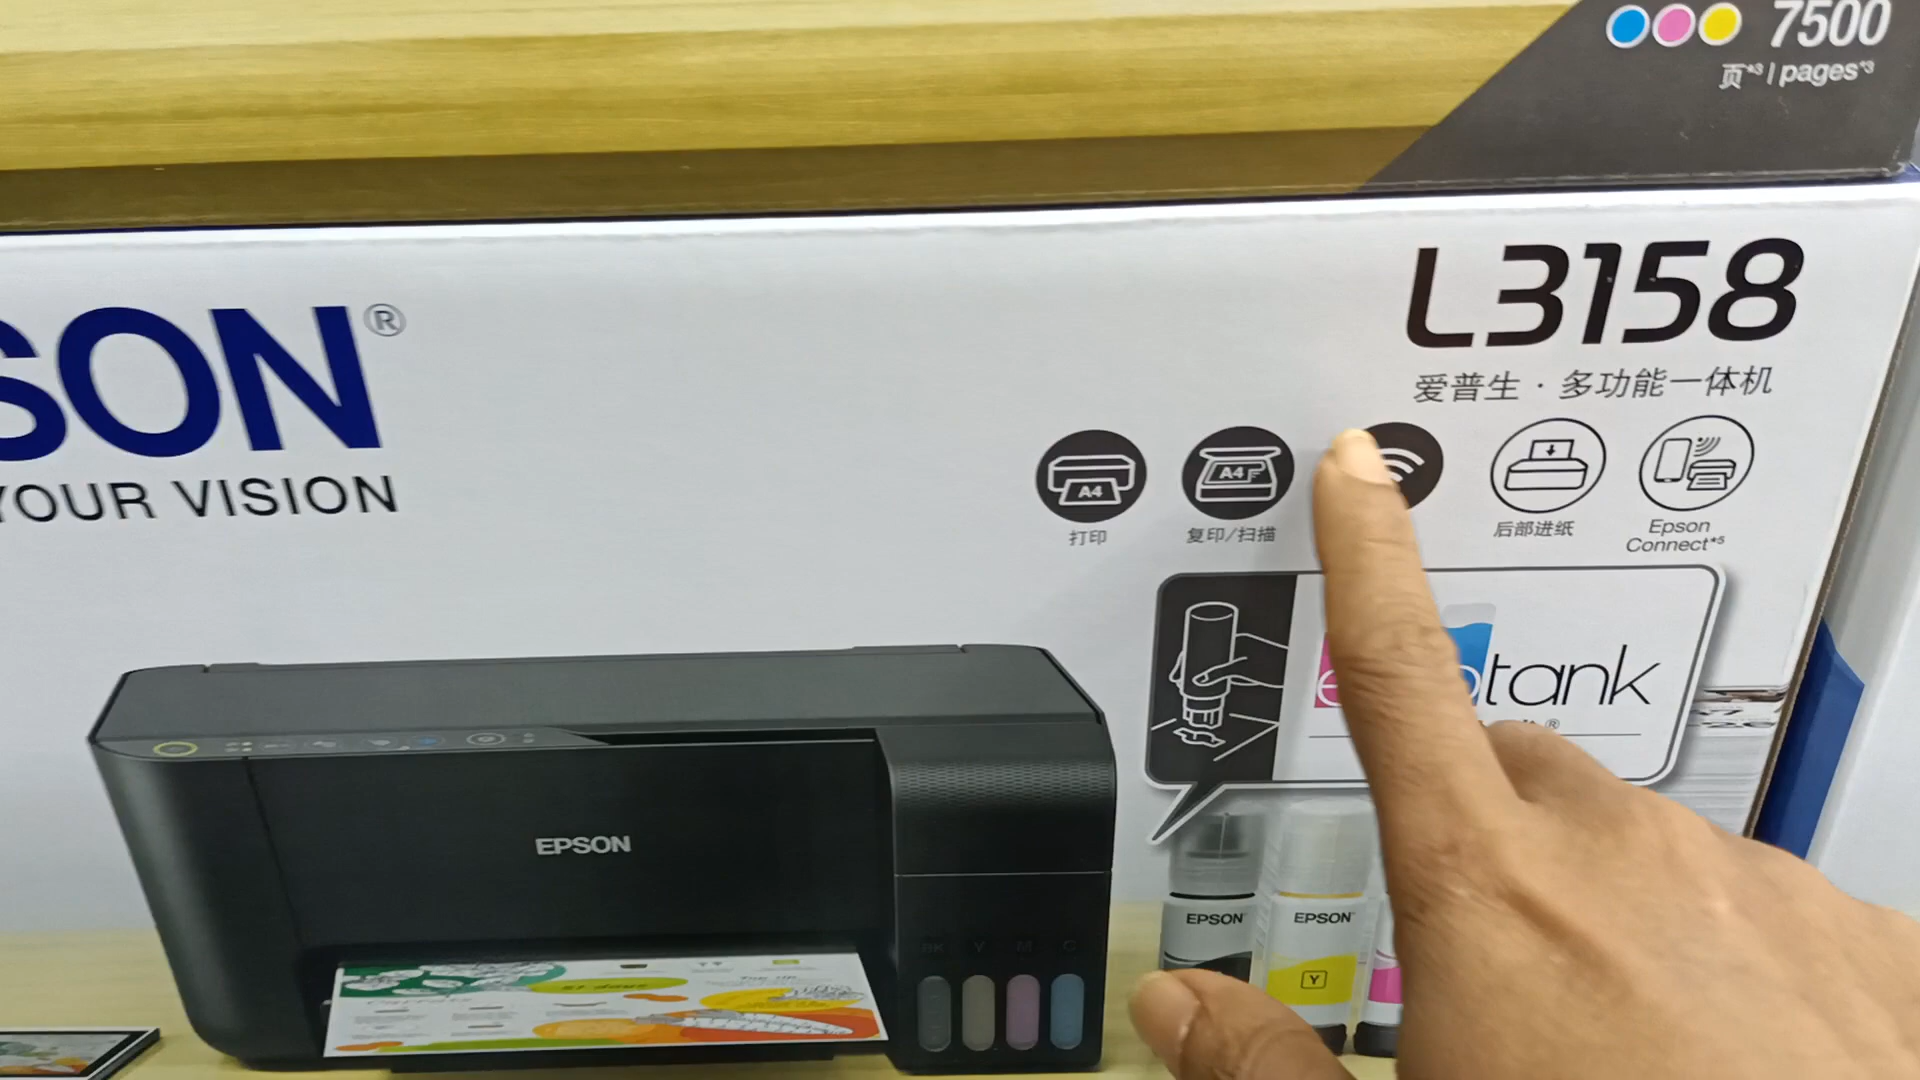 7500
页*3 | pages*3
L3158
爱普生·多功能一体机
SON®
YOUR VISION
A4
A4
打印
复印/扫描
后部进纸
Epson
Connect*5
tank
®
EPSON
BK Y M C
EPSON
EPSON
Y